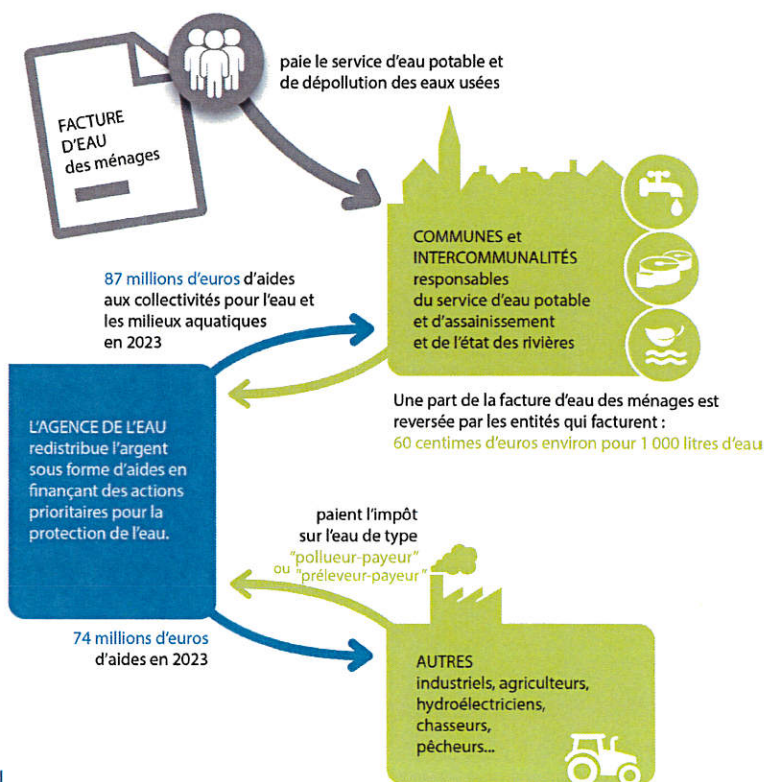 paie le service d'eau potable et
de dépollution des eaux usées
FACTURE
D'EAU
des ménages
COMMUNES et
INTERCOMMUNALITÉS
responsables
du service d'eau potable
et d'assainissement
et de l'état des rivières
87 millions d'euros d'aides
aux collectivités pour l'eau et
les milieux aquatiques
en 2023
Une part de la facture d'eau des ménages est
reversée par les entités qui facturent :
60 centimes d'euros environ pour 1 000 litres d'eau
L'AGENCE DE L'EAU
redistribue l'argent
sous forme d'aides en
finançant des actions
prioritaires pour la
protection de l'eau.
paient l'impôt
sur l'eau de type
"pollueur-payeur"
ou "préleveur-payeur"
74 millions d'euros
d'aides en 2023
AUTRES
industriels, agriculteurs,
hydroélectriciens,
chasseurs,
pêcheurs...